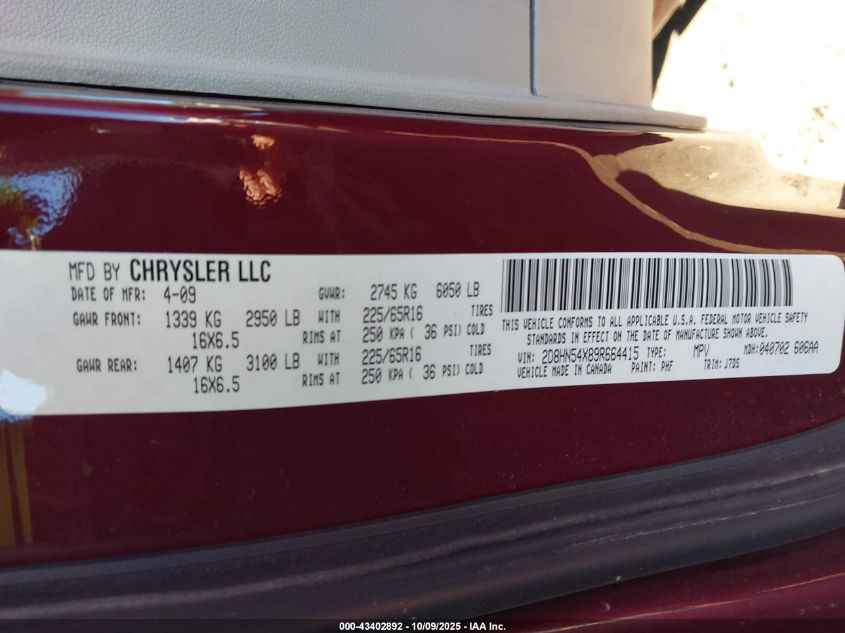 MFD BY CHRYSLER LLC
DATE OF MFR: 4-09 GVWR: 2745 KG 6050 LB
GAWR FRONT: 1339 KG 2950 LB WITH 225/65R16 TIRES
16X6.5 RIMS AT 250 KPA ( 36 PSI) COLD
GAWR REAR: 1407 KG 3100 LB WITH 225/65R16 TIRES
16X6.5 RIMS AT 250 KPA ( 36 PSI) COLD
THIS VEHICLE CONFORMS TO ALL APPLICABLE U.S.A. FEDERAL MOTOR VEHICLE SAFETY
STANDARDS IN EFFECT ON THE DATE OF MANUFACTURE SHOWN ABOVE.
VIN: 2D8HN54X89R664415 TYPE: MPV MDH: 040702 606AA
VEHICLE MADE IN CANADA PAINT: PHF TRIM: J7D5
000-43402892 - 10/09/2025 - IAA Inc.